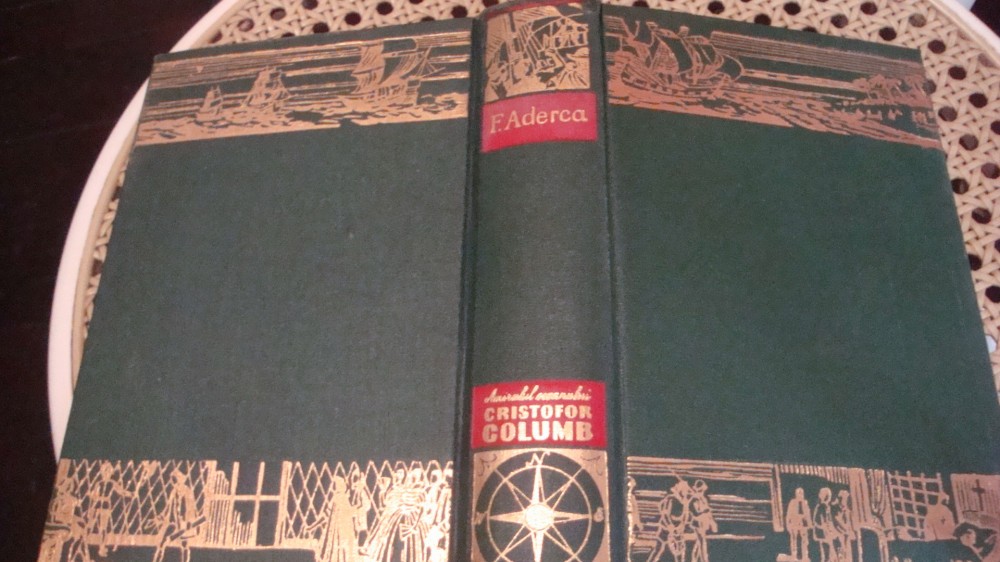 F. Aderca
Amiralul oceanului
CRISTOFOR
COLUMB
N